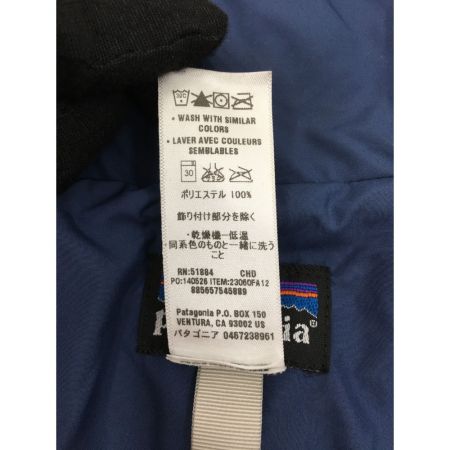 30C
• WASH WITH SIMILAR
COLORS
• LAVER AVEC COULEURS
SEMBLABLES
30
ポリエステル 100%
飾り付け部分を除く
・乾燥機一低温
・同系色のものと一緒に洗う
こと
RN:51884 CHD
PO:140526 ITEM:23060FA12
885657545889
Patagonia P.O. BOX 150
VENTURA, CA 93002 US
パタゴニア 0467238961
p
ia®